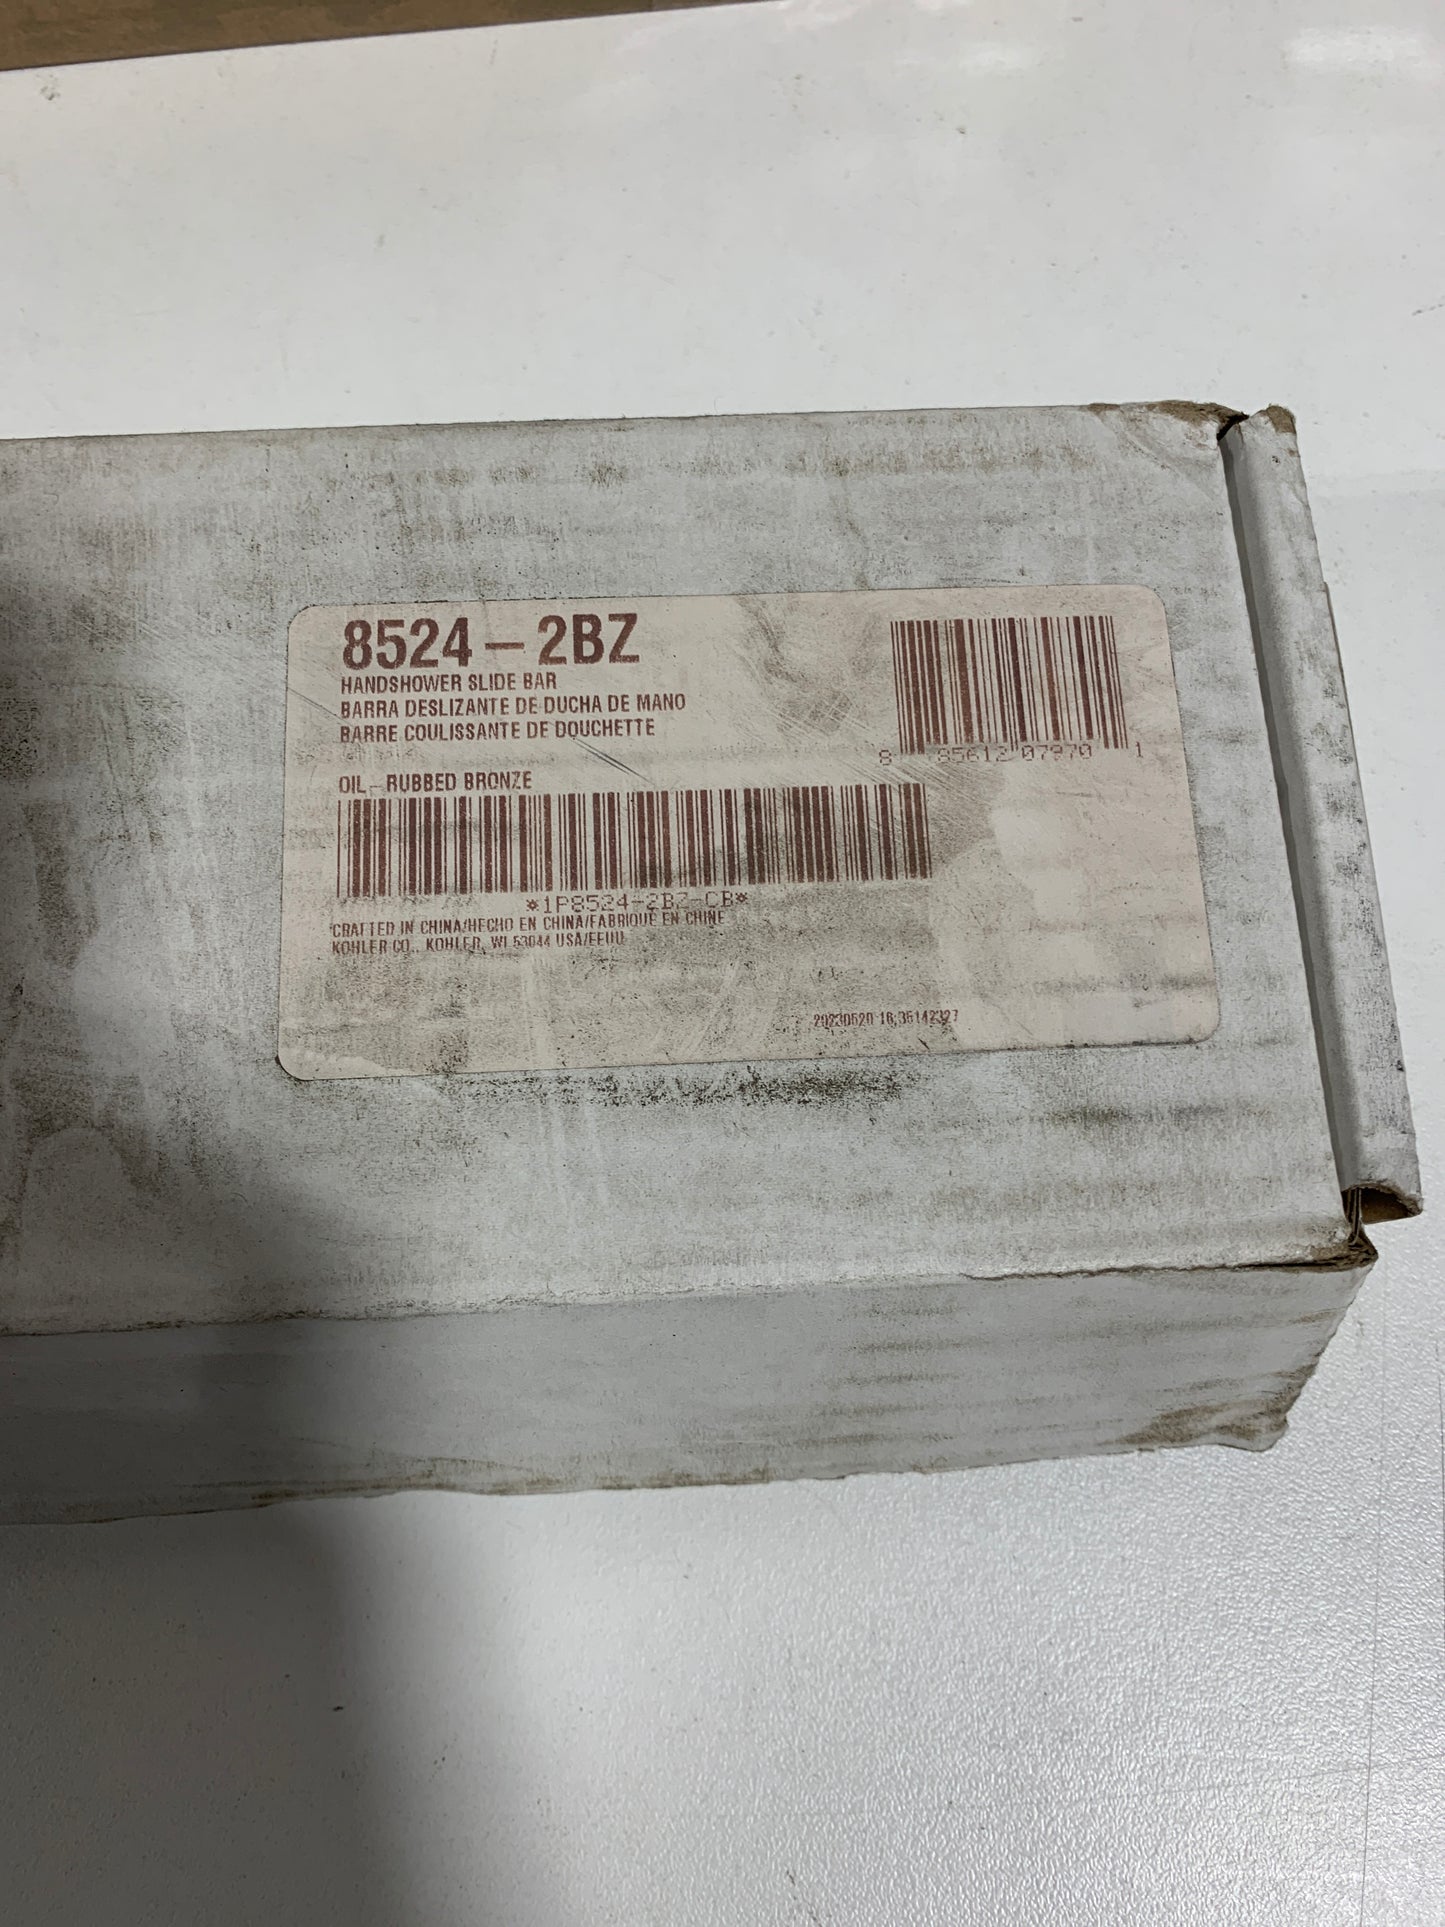 8524-2BZ
HANDSHOWER SLIDE BAR
BARRA DESLIZANTE DE DUCHA DE MANO
BARRE COULISSANTE DE DOUCHETTE
8 85612 07970 1
OIL-RUBBED BRONZE
*1P8524-2BZ-CB*
CRAFTED IN CHINA/HECHO EN CHINA/FABRIQUÉ EN CHINE
KOHLER CO., KOHLER, WI 53044 USA/EEUU